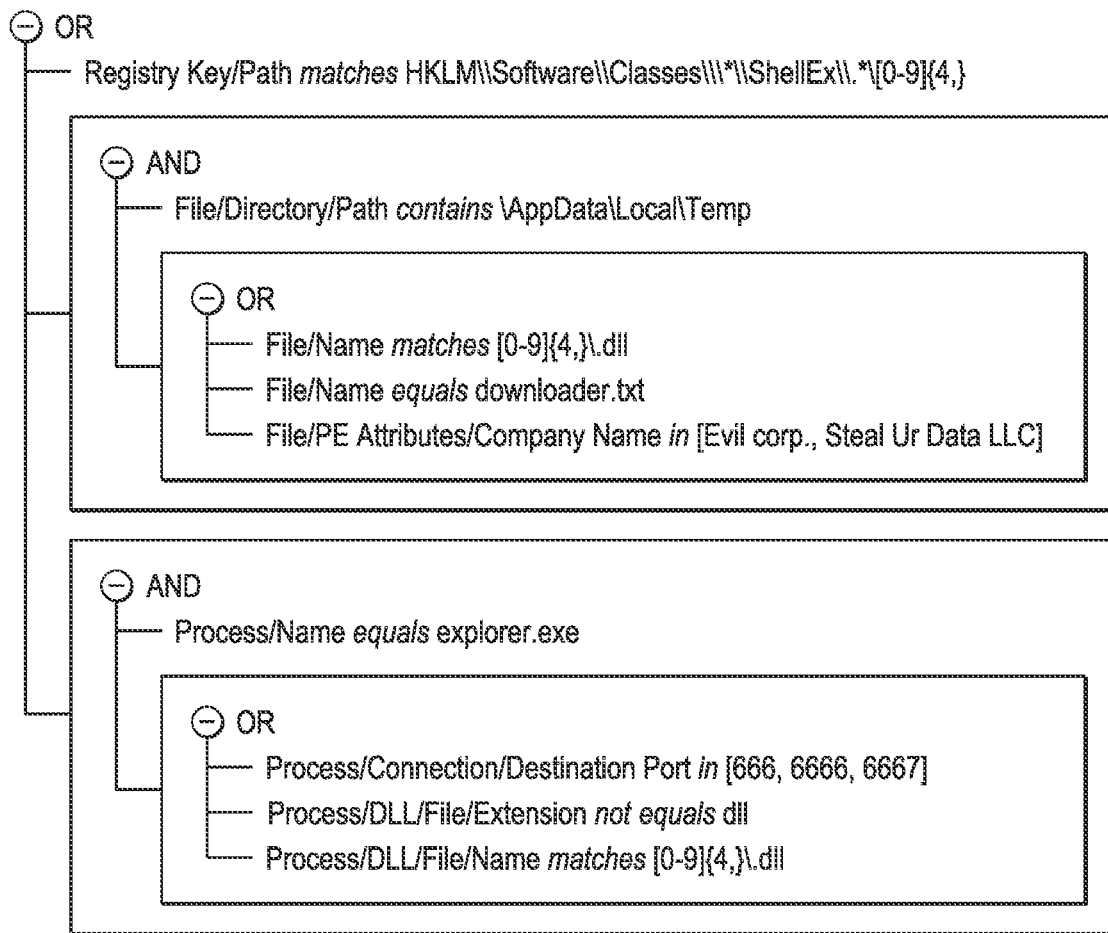 OR
Registry Key/Path matches HKLM\\Software\\Classes\\\*\\ShellEx\\.*\[0-9]{4,}
AND
File/Directory/Path contains \AppData\Local\Temp
OR
File/Name matches [0-9]{4,}\.dll
File/Name equals downloader.txt
File/PE Attributes/Company Name in [Evil corp., Steal Ur Data LLC]
AND
Process/Name equals explorer.exe
OR
Process/Connection/Destination Port in [666, 6666, 6667]
Process/DLL/File/Extension not equals dll
Process/DLL/File/Name matches [0-9]{4,}\.dll